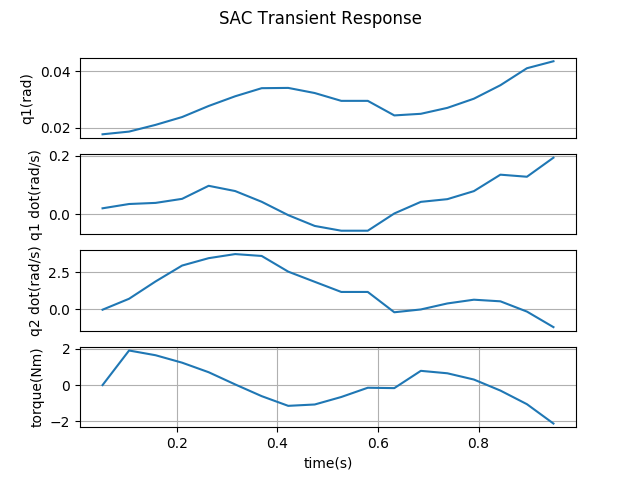 SAC Transient Response
q1(rad)
0.04
0.02
q1 dot(rad/s)
0.2
0.0
q2 dot(rad/s)
2.5
0.0
torque(Nm)
2
0
−2
0.2 0.4 0.6 0.8
time(s)